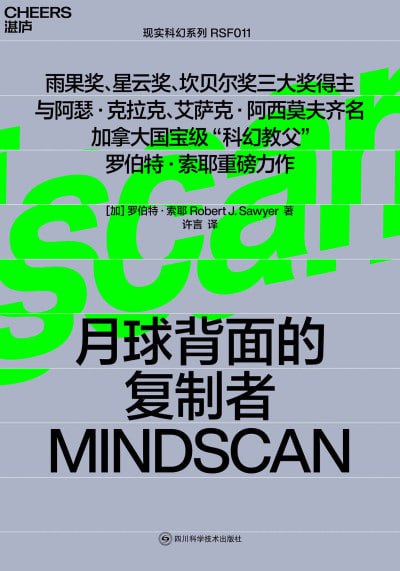 CHEERS
湛庐
现实科幻系列 RSF011
雨果奖、星云奖、坎贝尔奖三大奖得主
与阿瑟·克拉克、艾萨克·阿西莫夫齐名
加拿大国宝级“科幻教父”
罗伯特·索耶重磅力作
[加] 罗伯特·索耶 Robert J. Sawyer 著
许言 译
scan
月球背面的
复制者
MINDSCAN
四川科学技术出版社